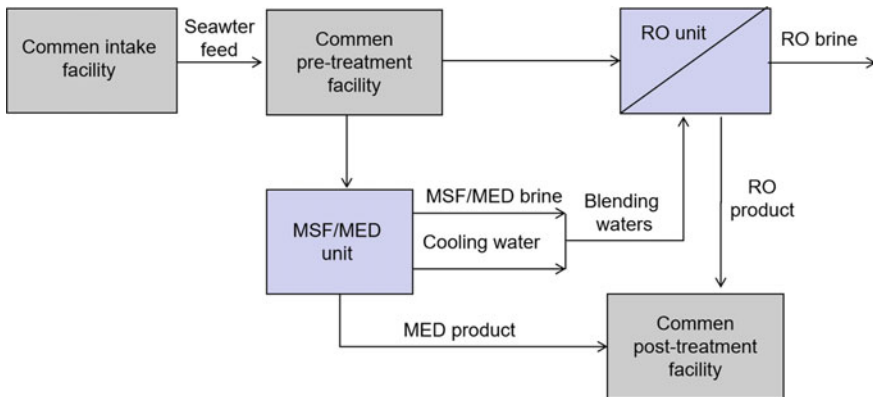 Commen intake
facility
Seawter
feed
Commen
pre-treatment
facility
RO unit
RO brine
MSF/MED
unit
MSF/MED brine
Cooling water
Blending
waters
RO
product
MED product
Commen
post-treatment
facility